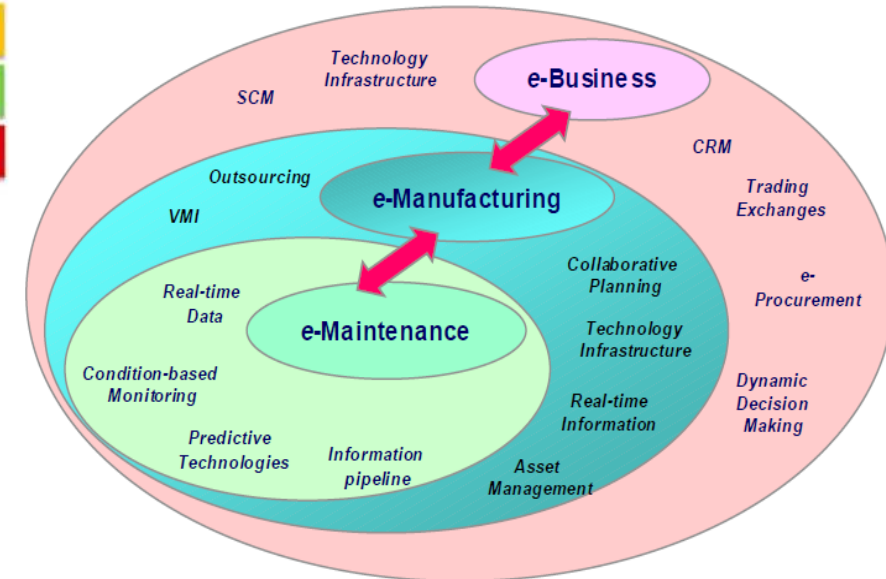 Technology
Infrastructure
e-Business
SCM
CRM
Outsourcing
e-Manufacturing
Trading
Exchanges
VMI
Collaborative
Planning
e-
Procurement
Real-time
Data
e-Maintenance
Technology
Infrastructure
Condition-based
Monitoring
Dynamic
Decision
Making
Real-time
Information
Predictive
Technologies
Information
pipeline
Asset
Management